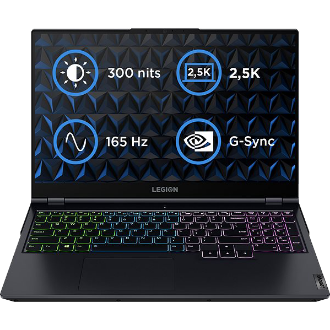 300 nits
2,5K
2,5K
165 Hz
G-Sync
LEGION